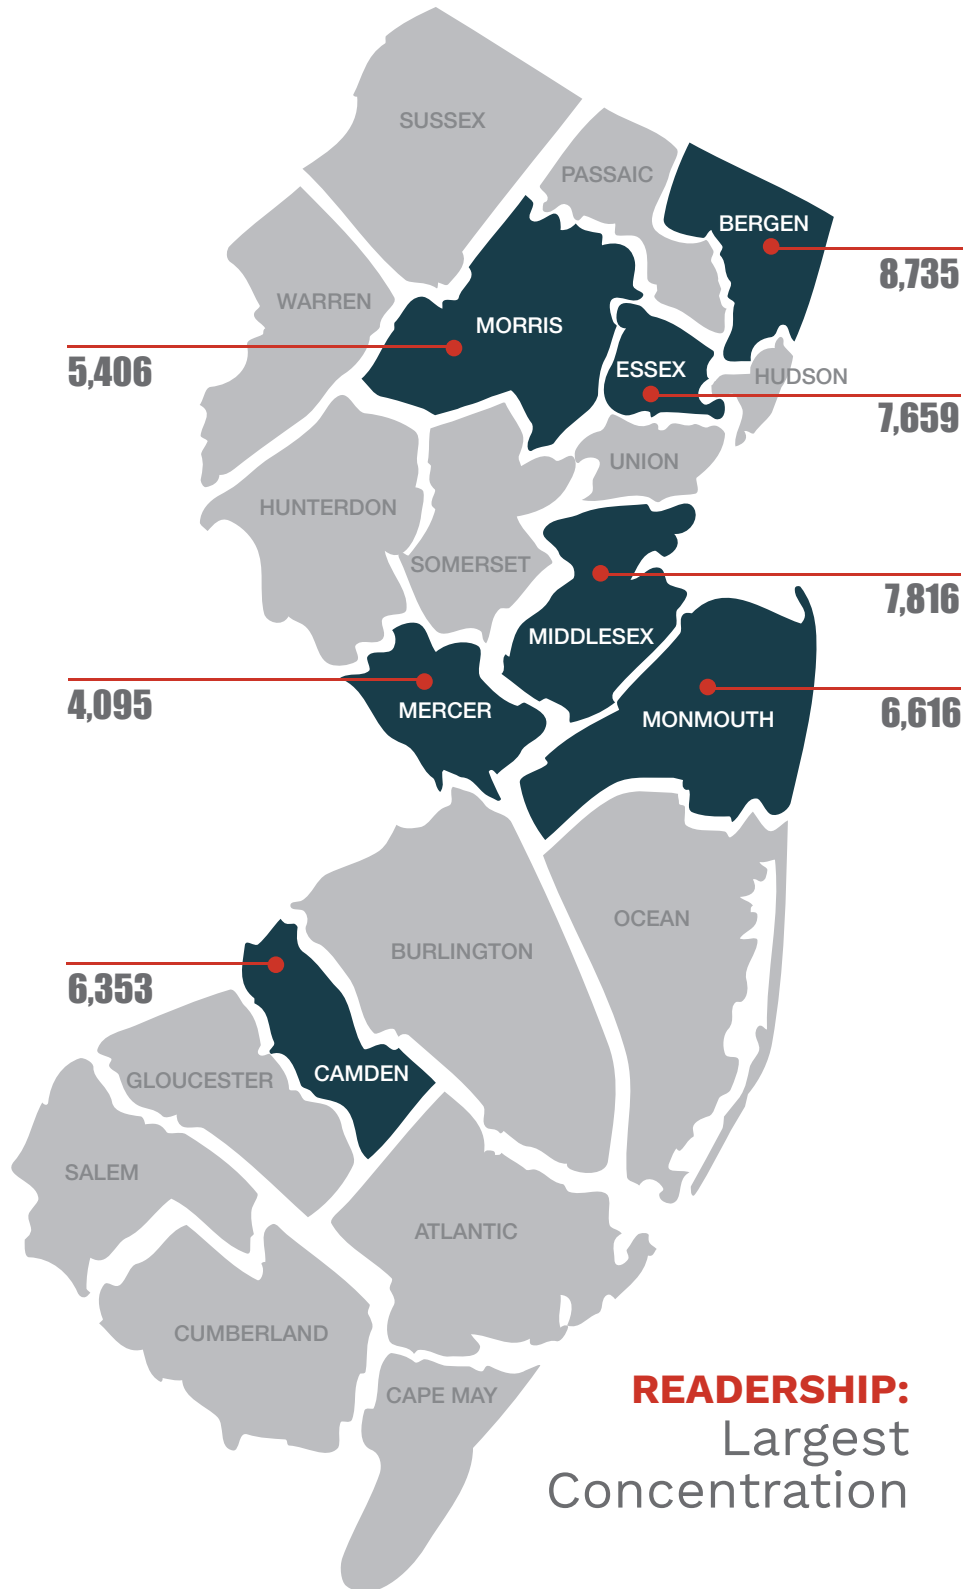 SUSSEX
PASSAIC
BERGEN
8,735
WARREN
MORRIS
5,406
ESSEX
HUDSON
7,659
UNION
HUNTERDON
SOMERSET
7,816
MIDDLESEX
4,095
MERCER
MONMOUTH
6,616
OCEAN
BURLINGTON
6,353
CAMDEN
GLOUCESTER
SALEM
ATLANTIC
CUMBERLAND
CAPE MAY
READERSHIP:
Largest
Concentration